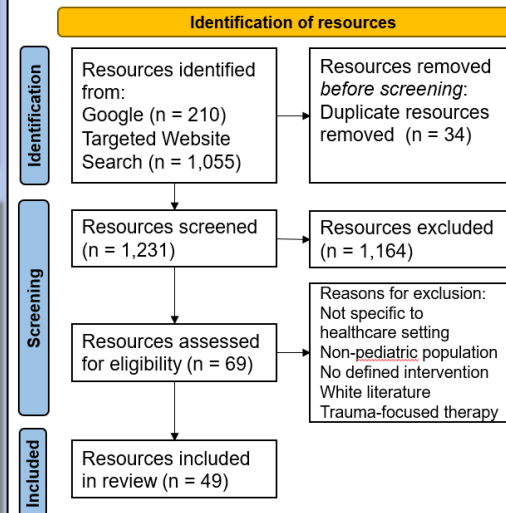 Identification of resources
Identification
Resources identified
from:
Google (n = 210)
Targeted Website
Search (n = 1,055)
Resources removed
before screening:
Duplicate resources
removed  (n = 34)
Screening
Resources screened
(n = 1,231)
Resources excluded
(n = 1,164)
Resources assessed
for eligibility (n = 69)
Reasons for exclusion:
Not specific to
healthcare setting
Non-pediatric population
No defined intervention
White literature
Trauma-focused therapy
Included
Resources included
in review (n = 49)